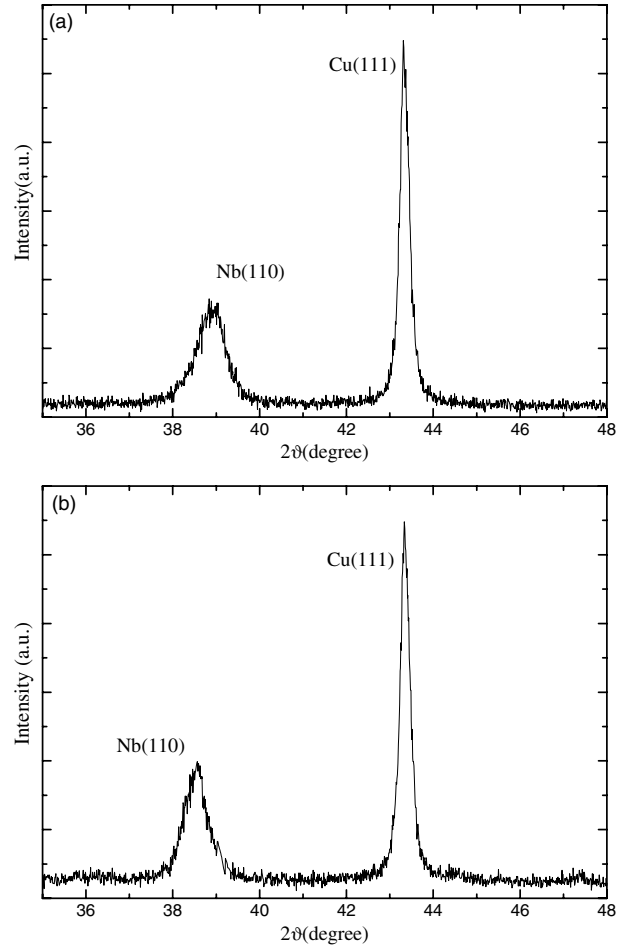 (a)
Cu(111)
Nb(110)
Intensity(a.u.)
36 38 40 42 44 46 48
2ϑ(degree)
(b)
Cu(111)
Nb(110)
Intensity (a.u.)
36 38 40 42 44 46 48
2ϑ(degree)